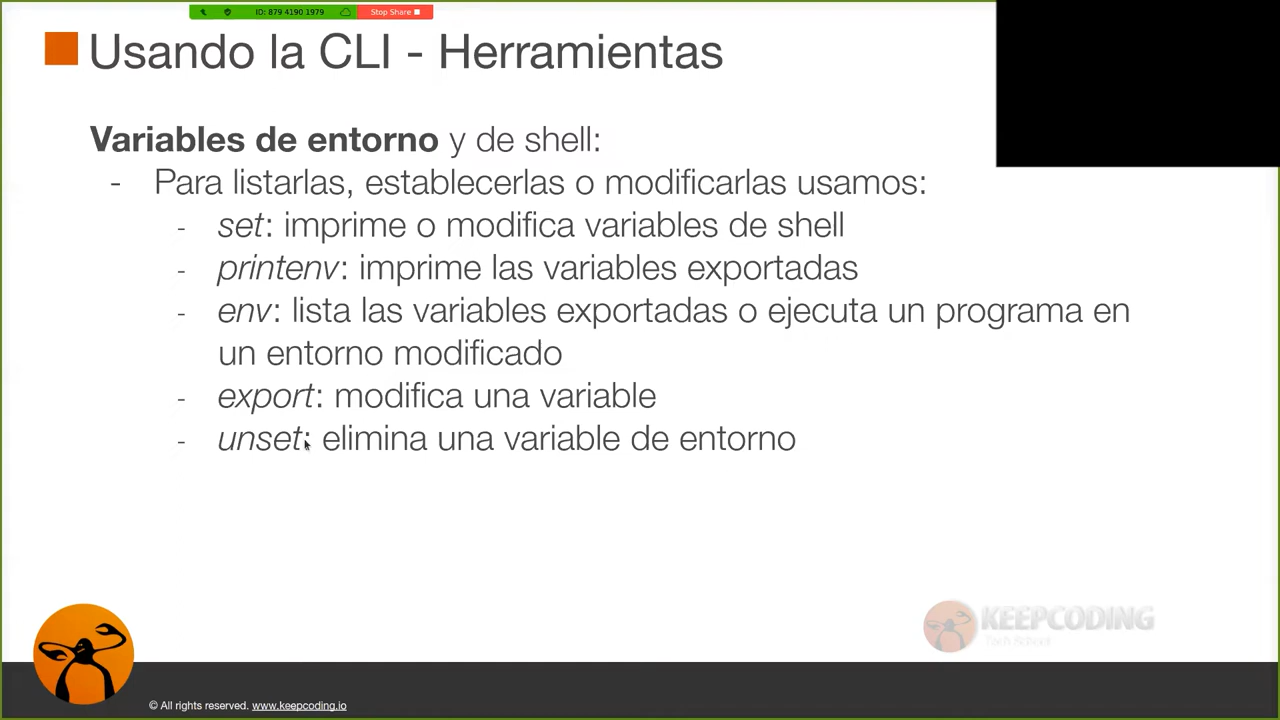 ID: 879 4190 1979
Stop Share
Usando la CLI - Herramientas
Variables de entorno y de shell:
- Para listarlas, establecerlas o modificarlas usamos:
- set: imprime o modifica variables de shell
- printenv: imprime las variables exportadas
- env: lista las variables exportadas o ejecuta un programa en
un entorno modificado
- export: modifica una variable
- unset: elimina una variable de entorno
KEEPCODING
Tech School
© All rights reserved. www.keepcoding.io